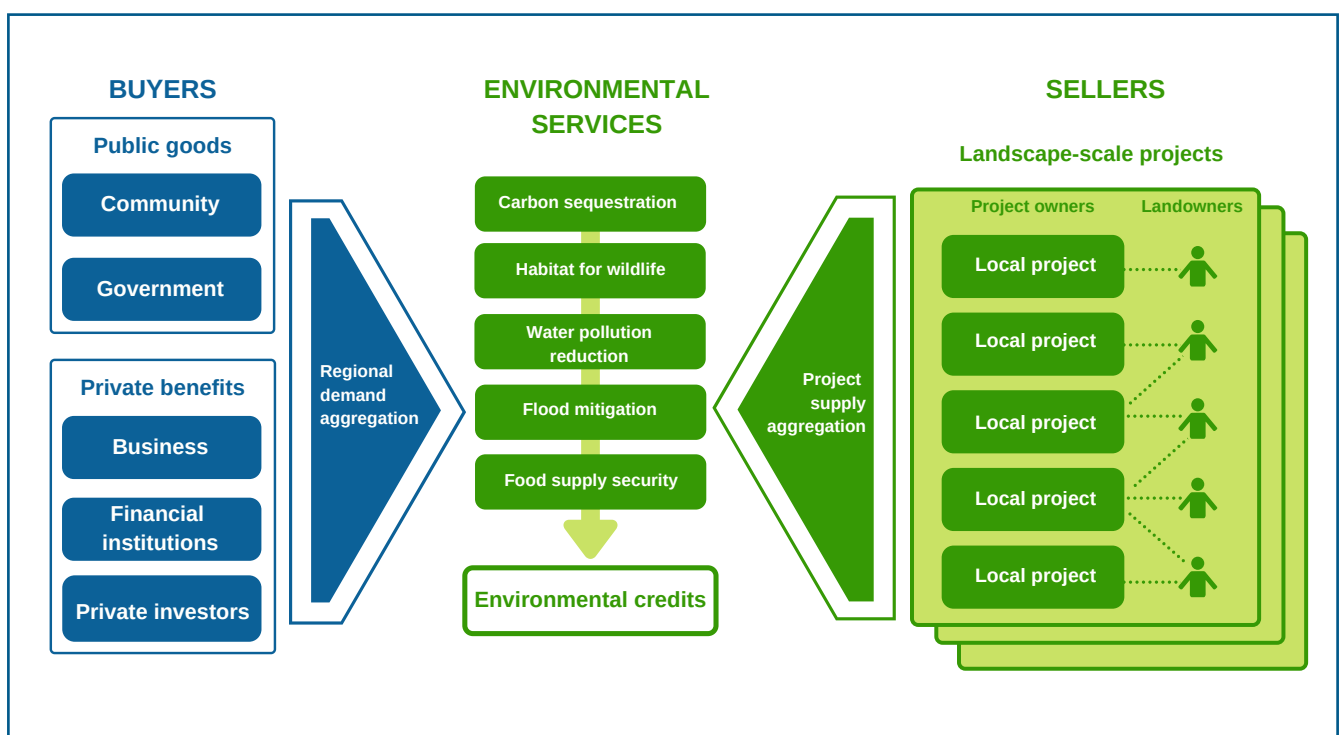 BUYERS
Public goods
Community
Government
Private benefits
Business
Financial
institutions
Private investors
Regional
demand
aggregation
ENVIRONMENTAL
SERVICES
Carbon sequestration
Habitat for wildlife
Water pollution
reduction
Flood mitigation
Food supply security
Environmental credits
Project
supply
aggregation
SELLERS
Landscape-scale projects
Project owners
Landowners
Local project
Local project
Local project
Local project
Local project